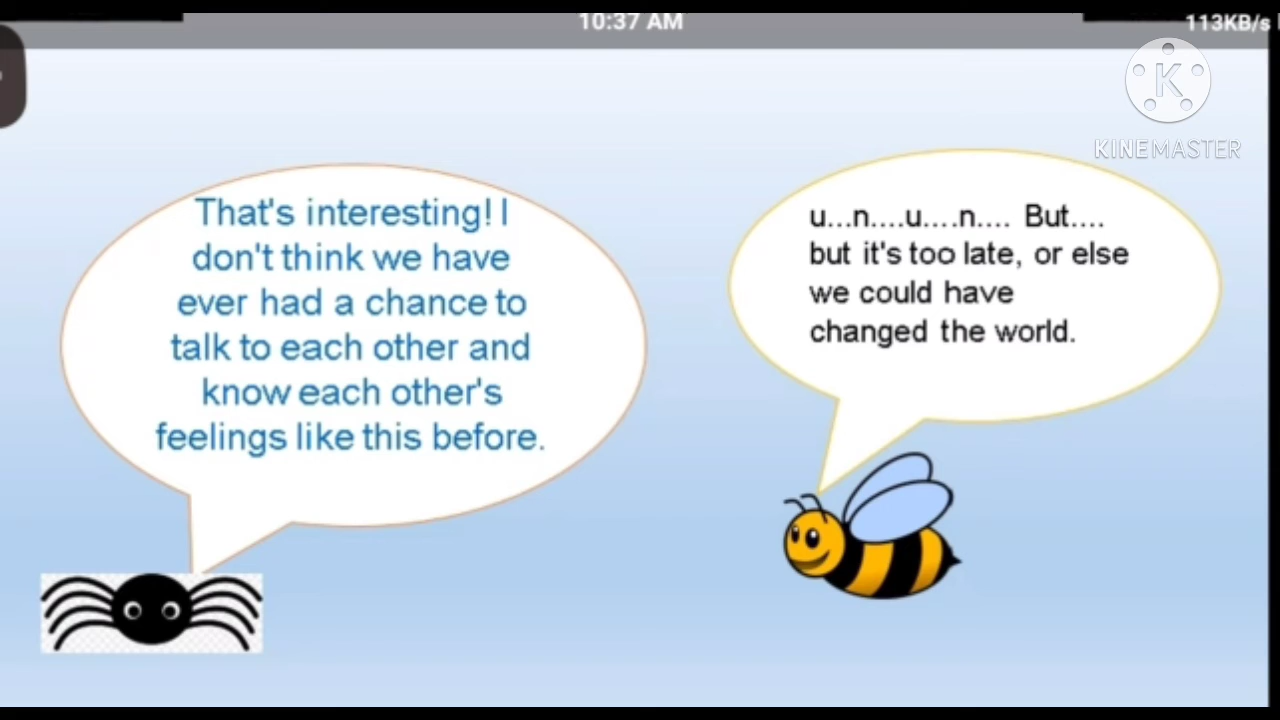 10:37 AM
113KB/s
K
KINEMASTER
That's interesting! I
don't think we have
ever had a chance to
talk to each other and
know each other's
feelings like this before.
u...n....u....n.... But....
but it's too late, or else
we could have
changed the world.